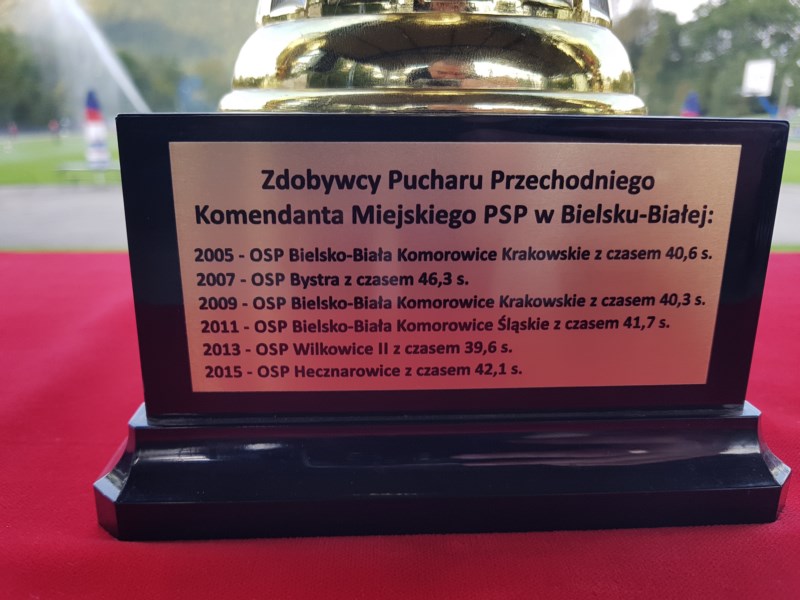 Zdobywcy Pucharu Przechodniego
Komendanta Miejskiego PSP w Bielsku-Białej:
2005 - OSP Bielsko-Biała Komorowice Krakowskie z czasem 40,6 s.
2007 - OSP Bystra z czasem 46,3 s.
2009 - OSP Bielsko-Biała Komorowice Krakowskie z czasem 40,3 s.
2011 - OSP Bielsko-Biała Komorowice Śląskie z czasem 41,7 s.
2013 - OSP Wilkowice II z czasem 39,6 s.
2015 - OSP Hecznarowice z czasem 42,1 s.